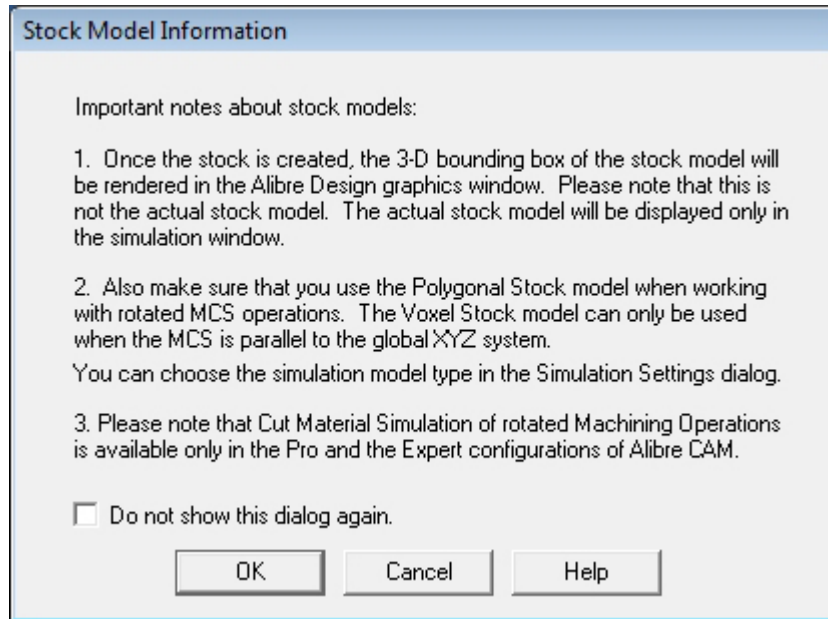 Stock Model Information
Important notes about stock models:
1.  Once the stock is created, the 3-D bounding box of the stock model will
be rendered in the Alibre Design graphics window.  Please note that this is
not the actual stock model.  The actual stock model will be displayed only in
the simulation window.
2.  Also make sure that you use the Polygonal Stock model when working
with rotated MCS operations.  The Voxel Stock model can only be used
when the MCS is parallel to the global XYZ system.
You can choose the simulation model type in the Simulation Settings dialog.
3. Please note that Cut Material Simulation of rotated Machining Operations
is available only in the Pro and the Expert configurations of Alibre CAM.
Do not show this dialog again.
OK Cancel Help